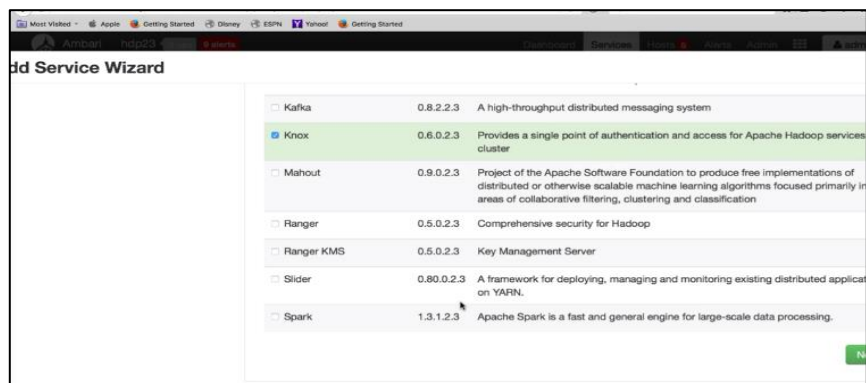 Most Visited Apple Getting Started Disney ESPN Yahoo! Getting Started
Ambari hdp23 0 alerts Dashboard Services Hosts Alerts Admin
dd Service Wizard
Kafka 0.8.2.2.3 A high-throughput distributed messaging system
Knox 0.6.0.2.3 Provides a single point of authentication and access for Apache Hadoop services
cluster
Mahout 0.9.0.2.3 Project of the Apache Software Foundation to produce free implementations of
distributed or otherwise scalable machine learning algorithms focused primarily in
areas of collaborative filtering, clustering and classification
Ranger 0.5.0.2.3 Comprehensive security for Hadoop
Ranger KMS 0.5.0.2.3 Key Management Server
Slider 0.80.0.2.3 A framework for deploying, managing and monitoring existing distributed applicat
on YARN.
Spark 1.3.1.2.3 Apache Spark is a fast and general engine for large-scale data processing.